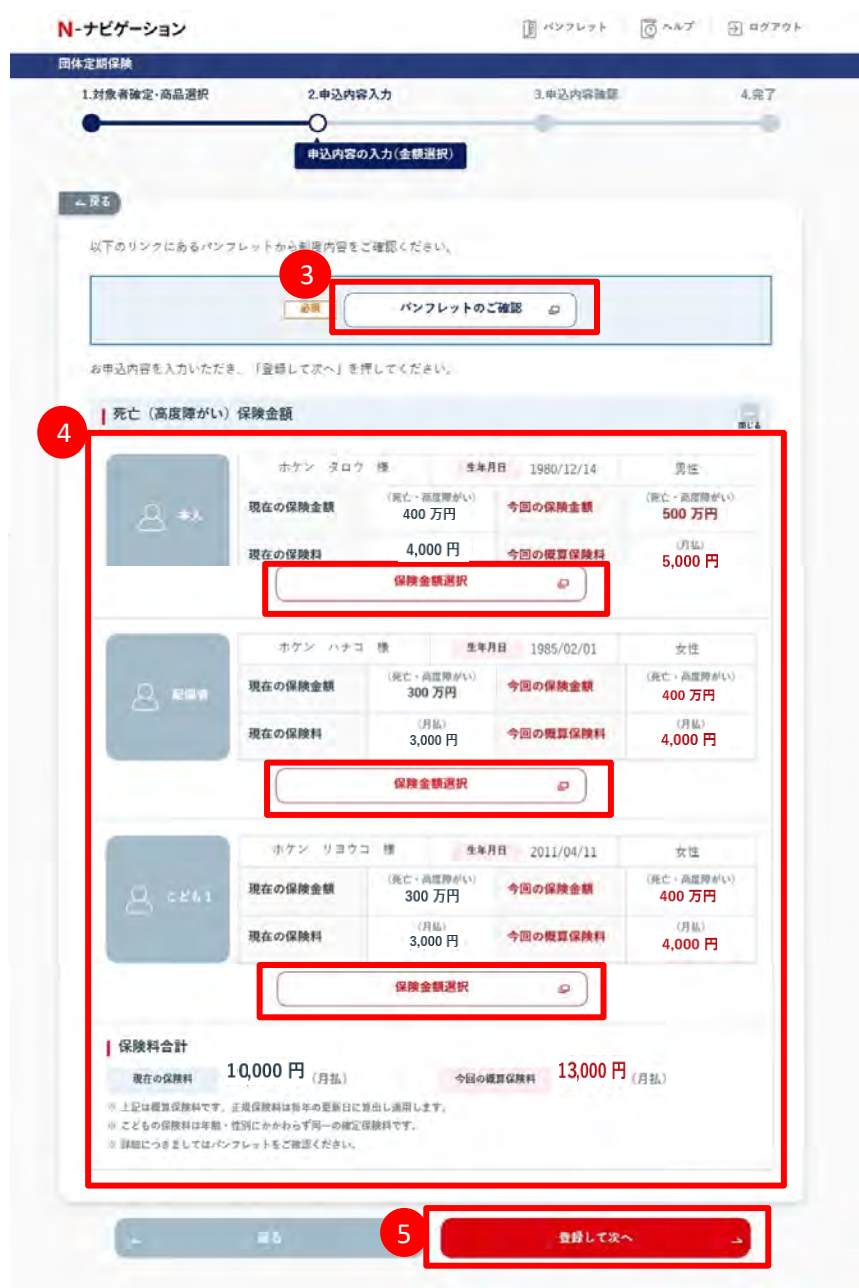 N-ナビゲーション
パンフレット ヘルプ ログアウト
団体定期保険
1.対象者確定・商品選択 2.申込内容入力 3.申込内容確認 4.完了
申込内容の入力(金額選択)
戻る
以下のリンクにあるパンフレットから制度内容をご確認ください。
3
必須 パンフレットのご確認
お申込内容を入力いただき、「登録して次へ」を押してください。
死亡（高度障がい）保険金額 閉じる
4
ホケン タロウ 様 生年月日 1980/12/14 男性
本人
現在の保険金額 (死亡・高度障がい) 400 万円 今回の保険金額 (死亡・高度障がい) 500 万円
現在の保険料 4,000 円 今回の概算保険料 (月払) 5,000 円
保険金額選択
ホケン ハナコ 様 生年月日 1985/02/01 女性
配偶者
現在の保険金額 (死亡・高度障がい) 300 万円 今回の保険金額 (死亡・高度障がい) 400 万円
現在の保険料 (月払) 3,000 円 今回の概算保険料 (月払) 4,000 円
保険金額選択
ホケン リヨウコ 様 生年月日 2011/04/11 女性
こども1
現在の保険金額 (死亡・高度障がい) 300 万円 今回の保険金額 (死亡・高度障がい) 400 万円
現在の保険料 (月払) 3,000 円 今回の概算保険料 (月払) 4,000 円
保険金額選択
保険料合計
現在の保険料 10,000 円 (月払) 今回の概算保険料 13,000 円 (月払)
※ 上記は概算保険料です。正規保険料は毎年の更新日に算出し適用します。
※ こどもの保険料は年齢・性別にかかわらず同一の確定保険料です。
※ 詳細につきましてはパンフレットをご確認ください。
戻る 5 登録して次へ